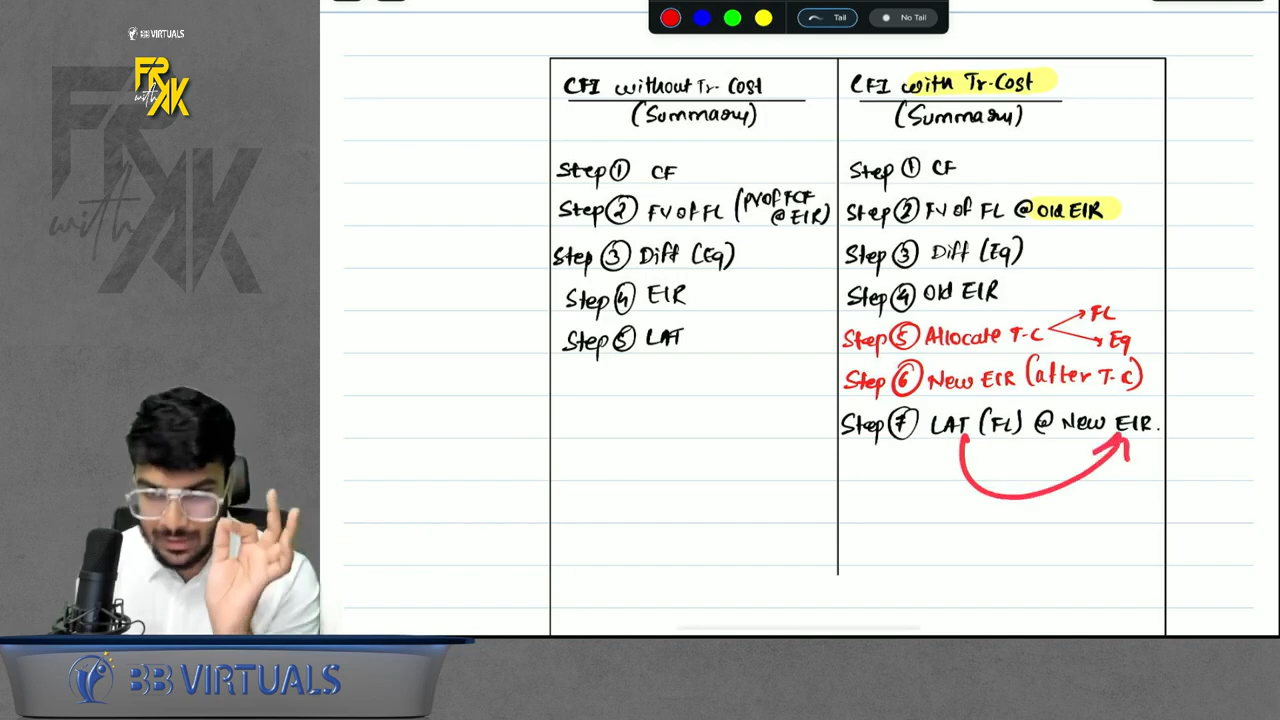 BB VIRTUALS
FR
with
AK
FR
with
AK
Tail
No Tail
CFI without Tr. Cost
(Summary)
Step ① CF
Step ② FV of FL (PV of FCF @ EIR)
Step ③ Diff (Eq)
Step ④ EIR
Step ⑤ LAT
CFI with Tr. Cost
(Summary)
Step ① CF
Step ② FV of FL @ Old EIR
Step ③ Diff (Eq)
Step ④ Old EIR
Step ⑤ Allocate T-C
FL
Eq
Step ⑥ New EIR (after T-C)
Step ⑦ LAT (FL) @ New EIR.
BB VIRTUALS